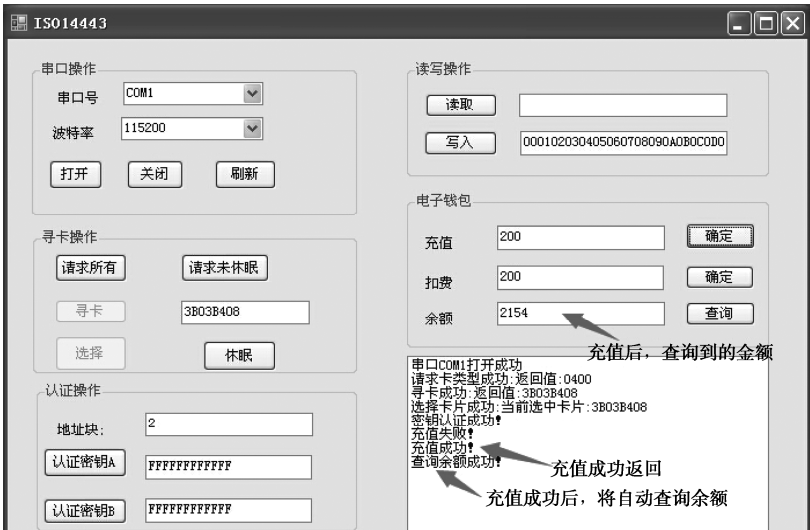 ISO14443
串口操作
串口号 COM1
波特率 115200
打开 关闭 刷新
寻卡操作
请求所有 请求未休眠
寻卡 3B03B408
选择 休眠
认证操作
地址块: 2
认证密钥A FFFFFFFFFFFF
认证密钥B FFFFFFFFFFFF
读写操作
读取
写入 000102030405060708090A0B0C0D0
电子钱包
充值 200 确定
扣费 200 确定
余额 2154 查询
充值后，查询到的金额
串口COM1打开成功
请求卡类型成功:返回值:0400
寻卡成功:返回值:3B03B408
选择卡片成功:当前选中卡片:3B03B408
密钥认证成功!
充值失败!
充值成功!
查询余额成功!
充值成功返回
充值成功后，将自动查询余额